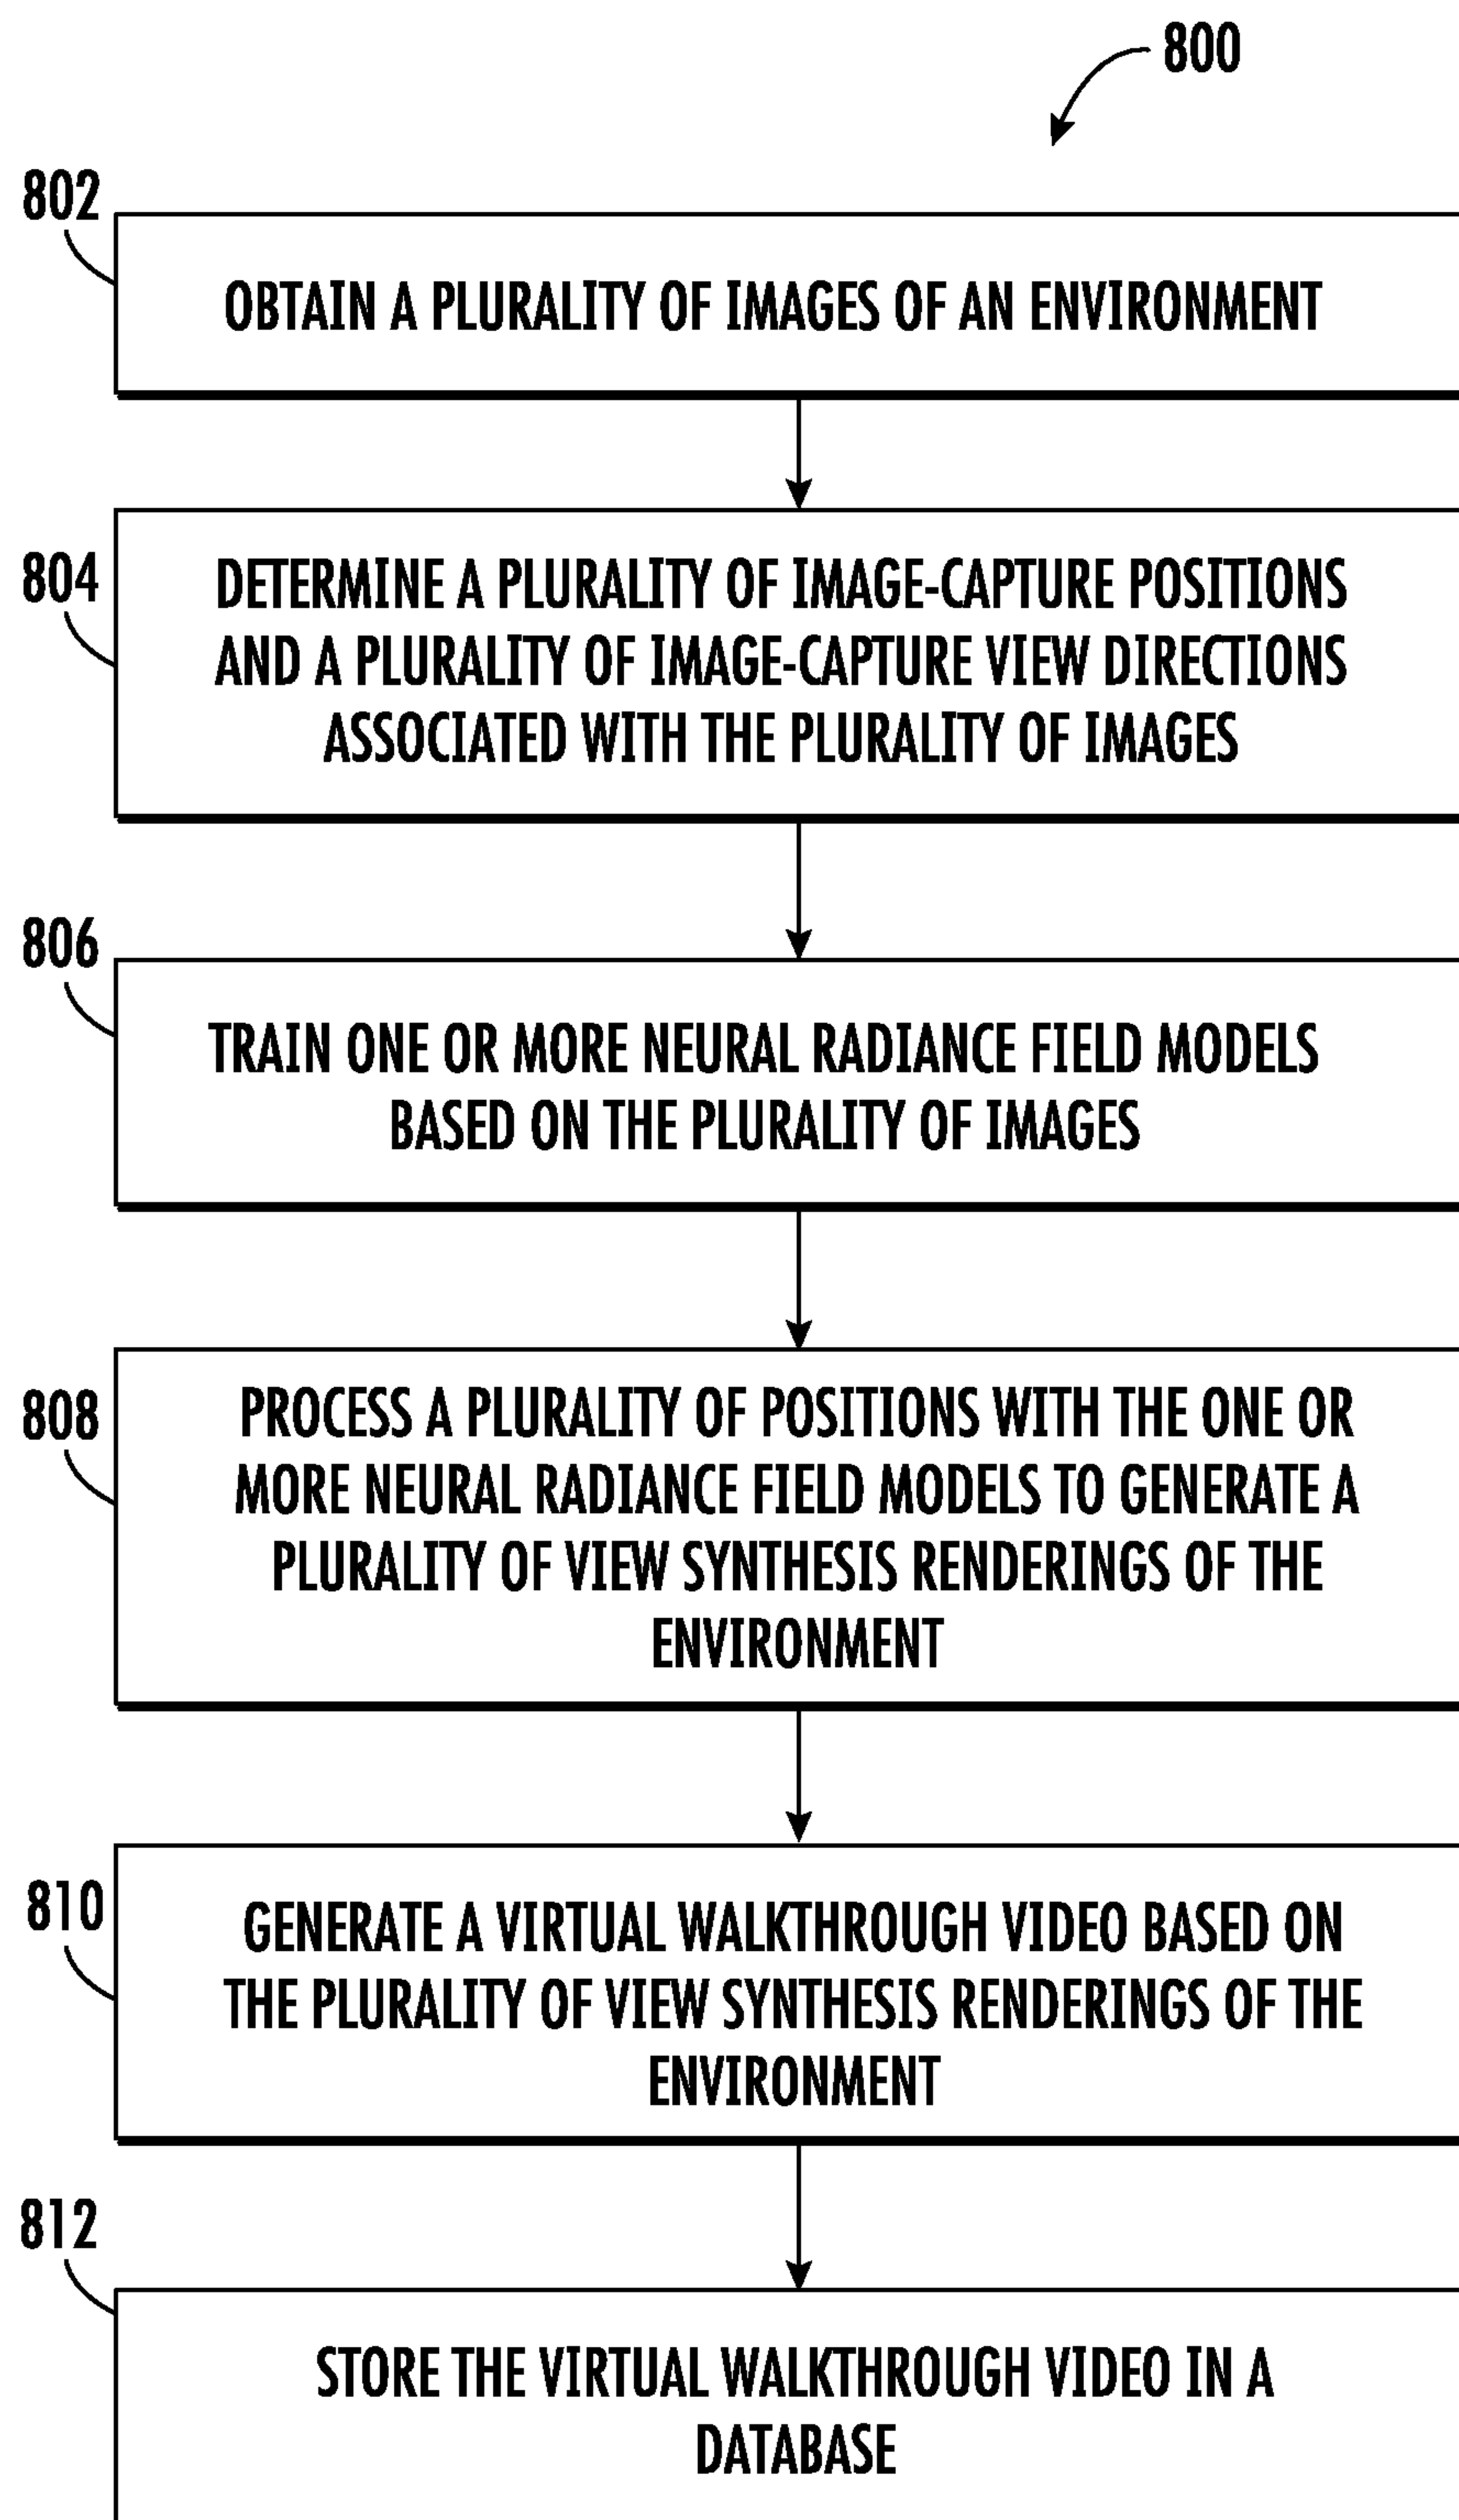 800
802
OBTAIN A PLURALITY OF IMAGES OF AN ENVIRONMENT
804
DETERMINE A PLURALITY OF IMAGE-CAPTURE POSITIONS
AND A PLURALITY OF IMAGE-CAPTURE VIEW DIRECTIONS
ASSOCIATED WITH THE PLURALITY OF IMAGES
806
TRAIN ONE OR MORE NEURAL RADIANCE FIELD MODELS
BASED ON THE PLURALITY OF IMAGES
808
PROCESS A PLURALITY OF POSITIONS WITH THE ONE OR
MORE NEURAL RADIANCE FIELD MODELS TO GENERATE A
PLURALITY OF VIEW SYNTHESIS RENDERINGS OF THE
ENVIRONMENT
810
GENERATE A VIRTUAL WALKTHROUGH VIDEO BASED ON
THE PLURALITY OF VIEW SYNTHESIS RENDERINGS OF THE
ENVIRONMENT
812
STORE THE VIRTUAL WALKTHROUGH VIDEO IN A
DATABASE